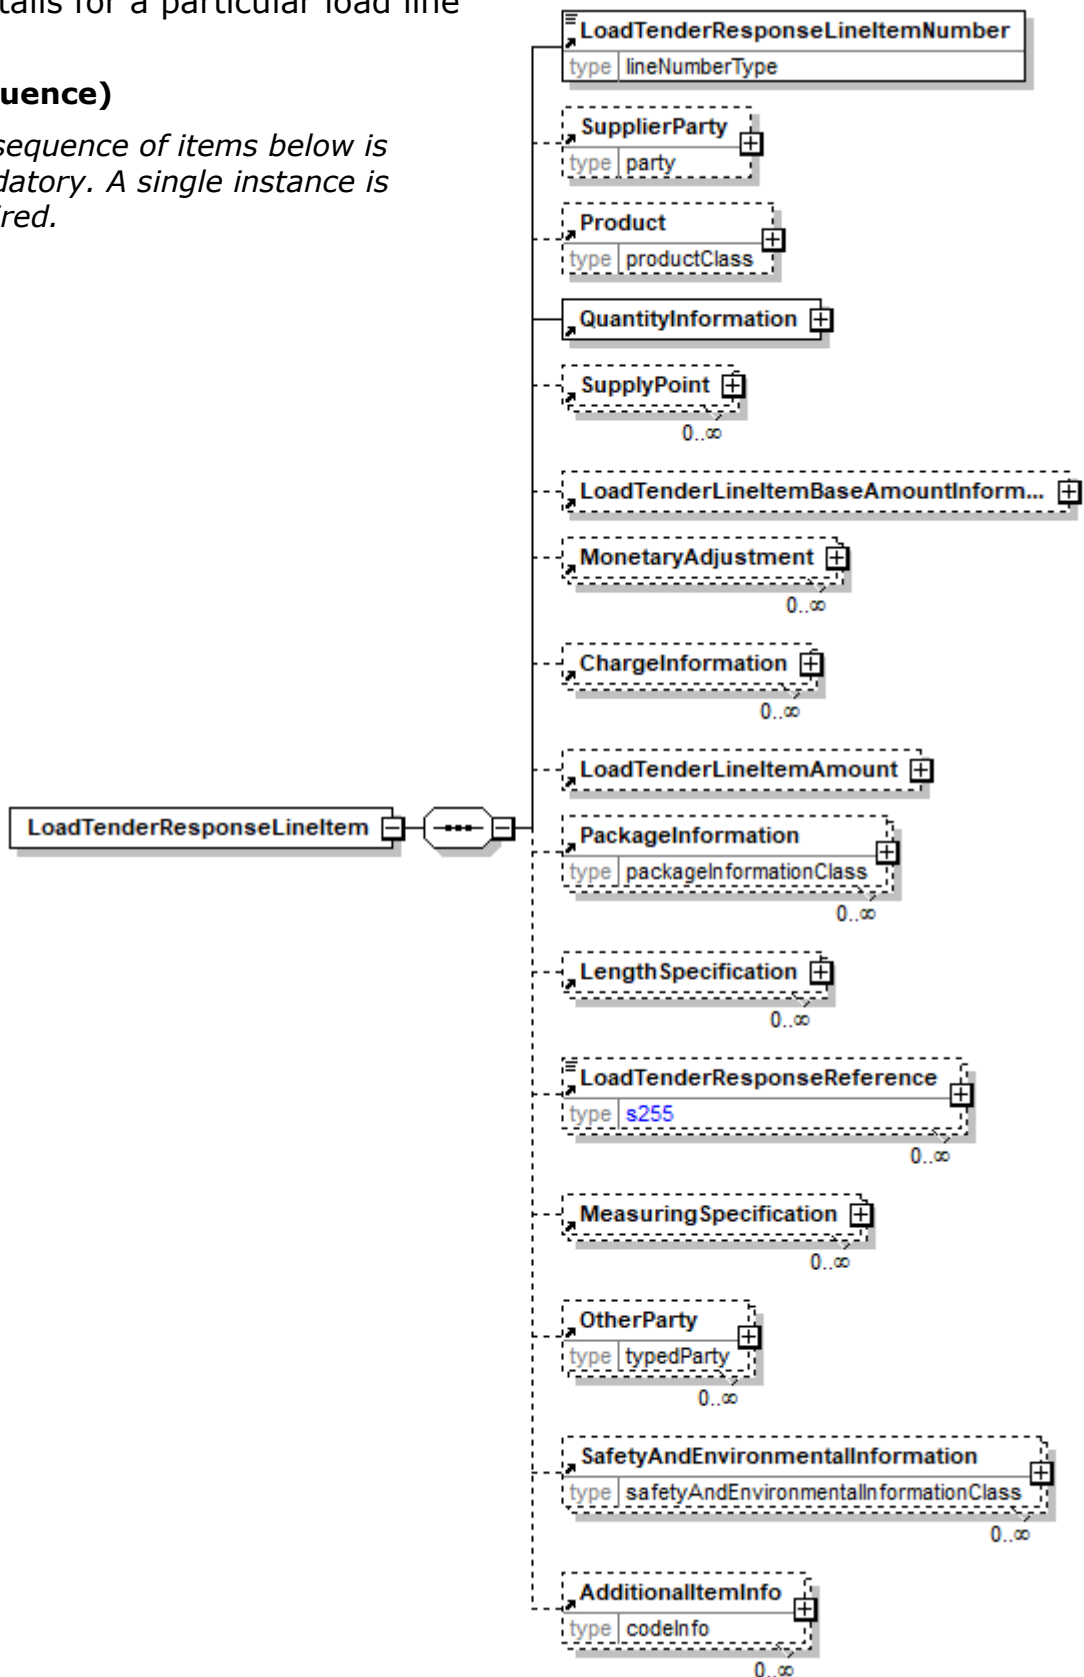 tails for a particular load line
uence)
sequence of items below is
datory. A single instance is
ired.
LoadTenderResponseLineItem
LoadTenderResponseLineItemNumber
type lineNumberType
SupplierParty
type party
Product
type productClass
QuantityInformation
SupplyPoint
0..∞
LoadTenderLineItemBaseAmountInform...
MonetaryAdjustment
0..∞
ChargeInformation
0..∞
LoadTenderLineItemAmount
PackageInformation
type packageInformationClass
0..∞
LengthSpecification
0..∞
LoadTenderResponseReference
type s255
0..∞
MeasuringSpecification
0..∞
OtherParty
type typedParty
0..∞
SafetyAndEnvironmentalInformation
type safetyAndEnvironmentalInformationClass
0..∞
AdditionalItemInfo
type codeInfo
0..∞